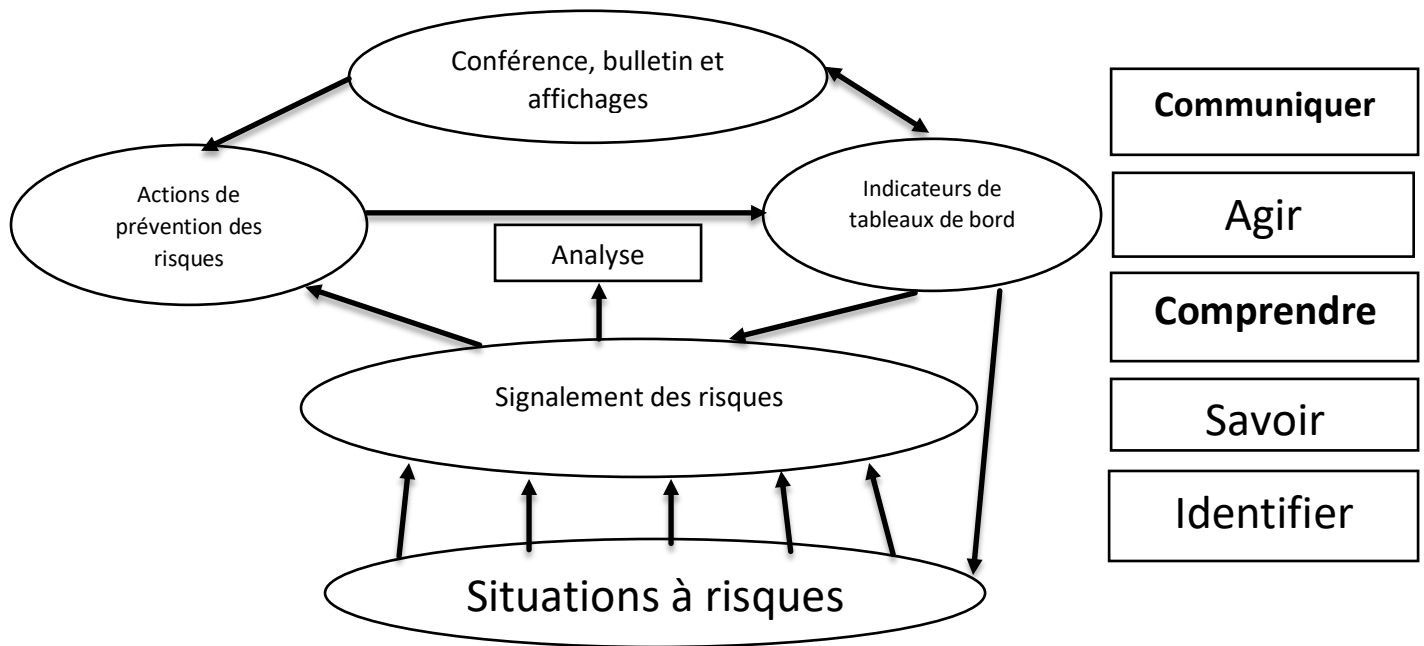 Conférence, bulletin et
affichages
Communiquer
Actions de
prévention des
risques
Indicateurs de
tableaux de bord
Agir
Analyse
Comprendre
Signalement des risques
Savoir
Identifier
Situations à risques